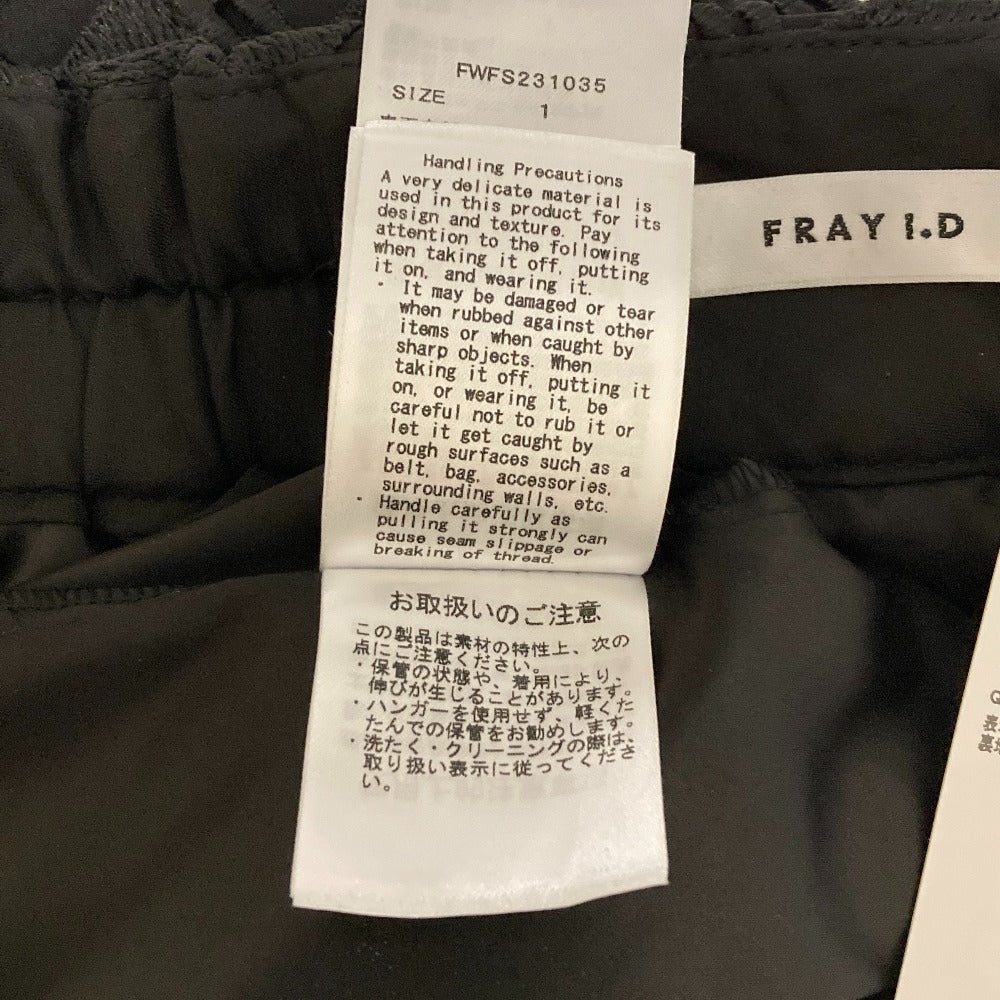 FWFS231035
SIZE 1
FRAY I.D
Handling Precautions
A very delicate material is
used in this product for its
design and texture. Pay
attention to the following
when taking it off, putting
it on, and wearing it.
・ It may be damaged or tear
when rubbed against other
items or when caught by
sharp objects. When
taking it off, putting it
on, or wearing it, be
careful not to rub it or
let it get caught by
rough surfaces such as a
belt, bag, accessories,
surrounding walls, etc.
・ Handle carefully as
pulling it strongly can
cause seam slippage or
breaking of thread.
お取扱いのご注意
この製品は素材の特性上、次の
点にご注意ください。
・保管の状態や、着用により、
伸びが生じることがあります。
・ハンガーを使用せず、軽くた
たんでの保管をお勧めします。
・洗たく・クリーニングの際は、
取り扱い表示に従ってくださ
い。